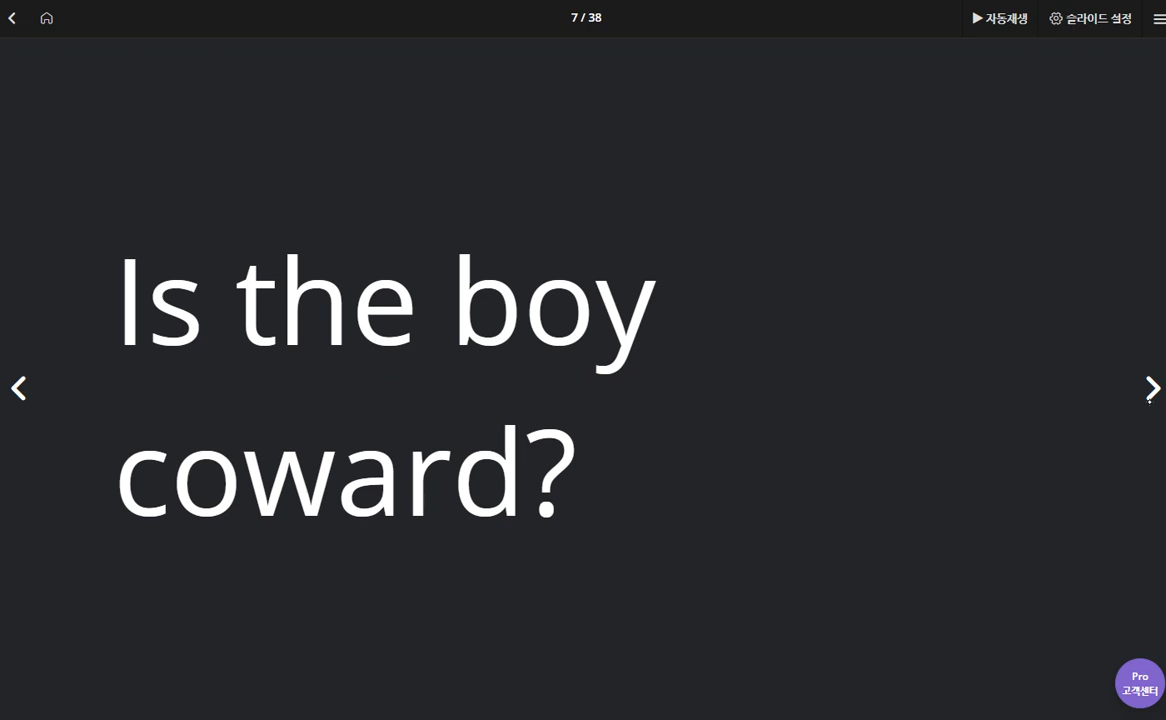 7 / 38
▶ 자동재생
슬라이드 설정
Is the boy
coward?
Pro
고객센터